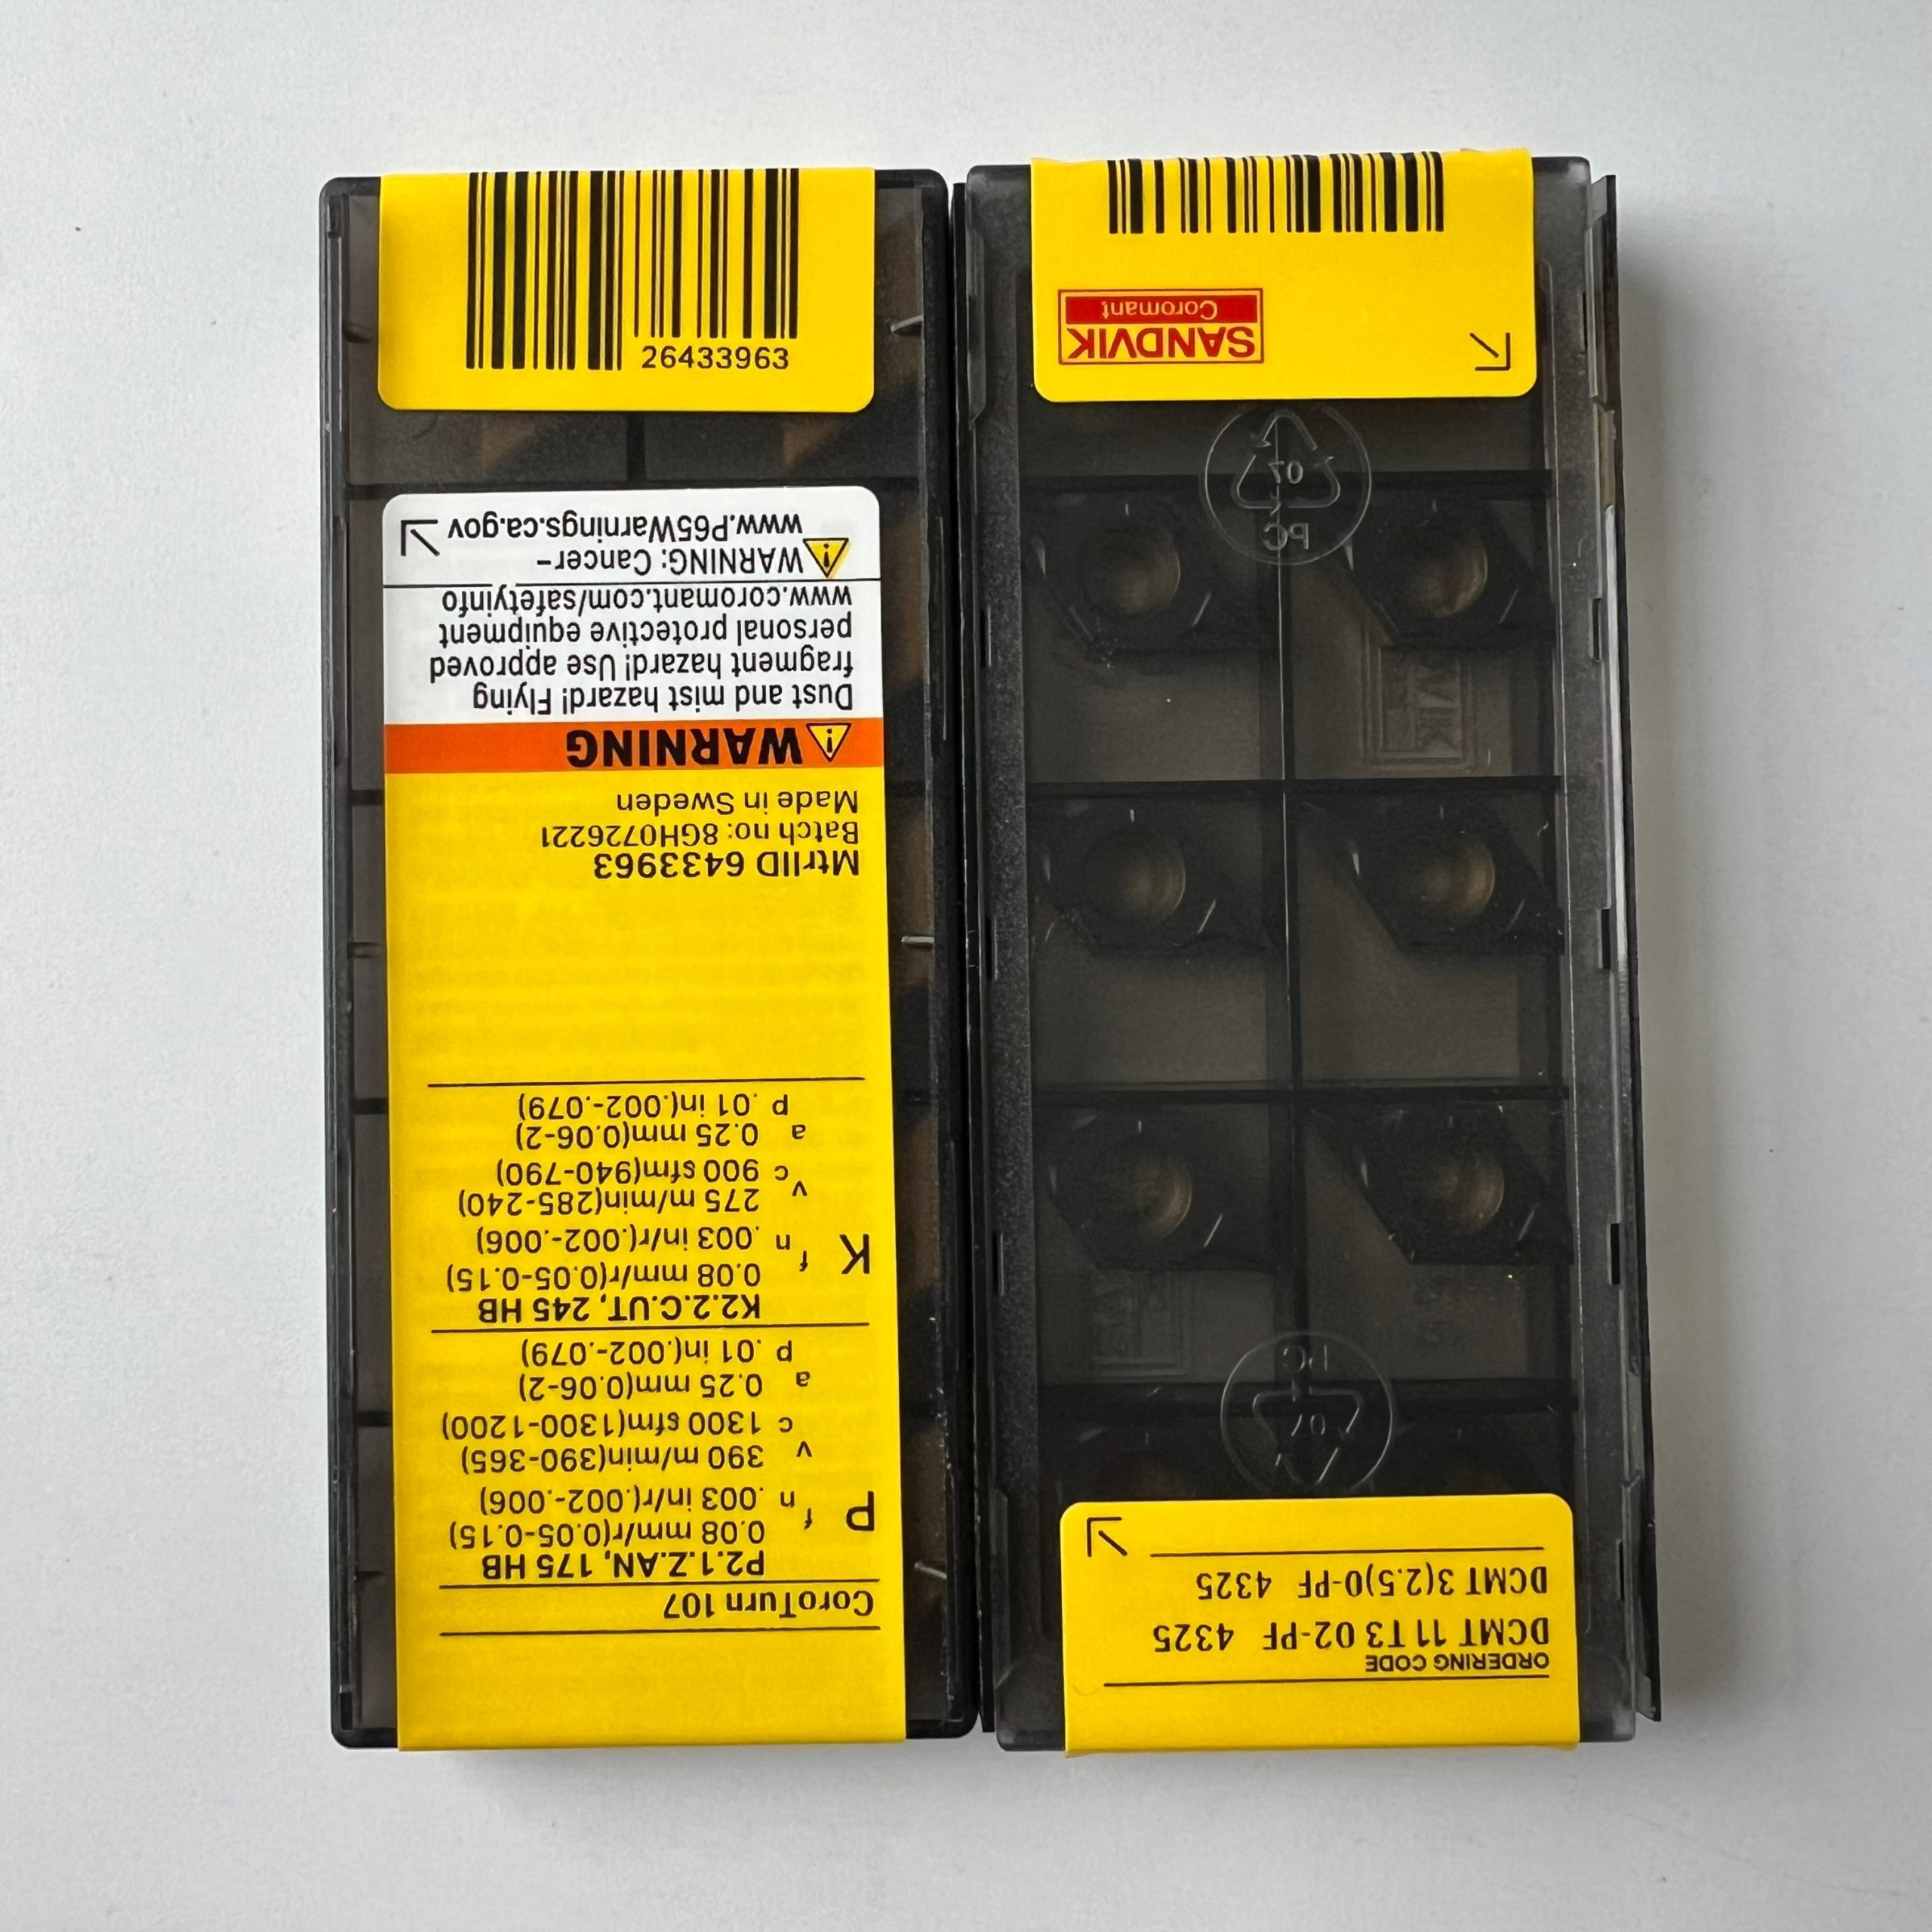 ORDERING CODE
DCMT 11 T3 02-PF 4325
DCMT 3(2.5)0-PF 4325
PC
07
07
PC
SANDVIK
Coromant
CoroTurn 107
P2.1.Z.AN, 175 HB
P f n 0.08 mm/r(0.05-0.15)
.003 in/r(.002-.006)
v c 390 m/min(390-365)
1300 sfm(1300-1200)
a p 0.25 mm(0.06-2)
.01 in(.002-.079)
K2.2.C.UT, 245 HB
K f n 0.08 mm/r(0.05-0.15)
.003 in/r(.002-.006)
v c 275 m/min(285-240)
900 sfm(940-790)
a p 0.25 mm(0.06-2)
.01 in(.002-.079)
MtrlID 6433963
Batch no: 8GH0726221
Made in Sweden
WARNING
Dust and mist hazard! Flying
fragment hazard! Use approved
personal protective equipment
www.coromant.com/safetyinfo
WARNING: Cancer-
www.P65Warnings.ca.gov
26433963